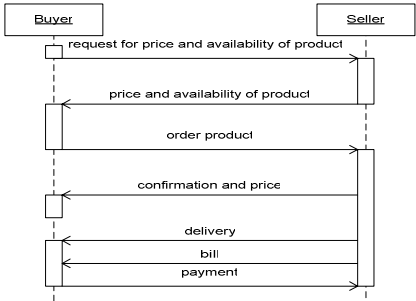 Buyer
Seller
request for price and availability of product
price and availability of product
order product
confirmation and price
delivery
bill
payment